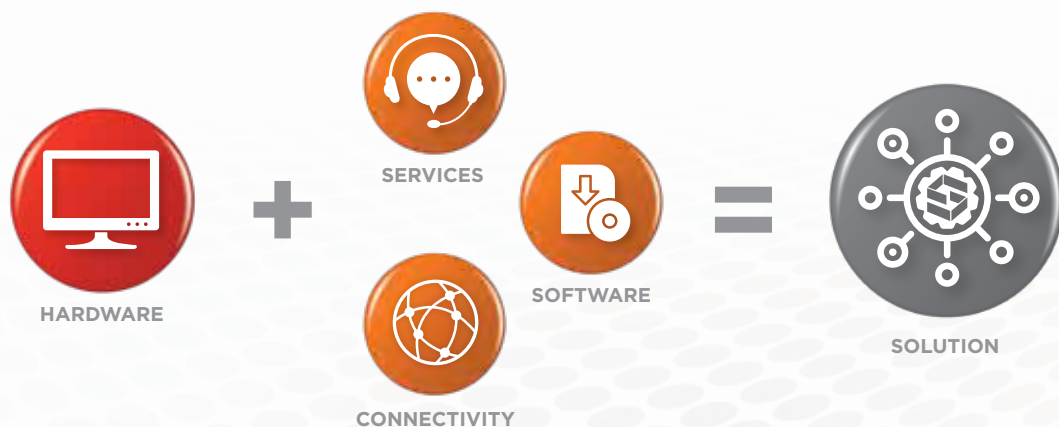 SERVICES
HARDWARE
SOFTWARE
CONNECTIVITY
SOLUTION